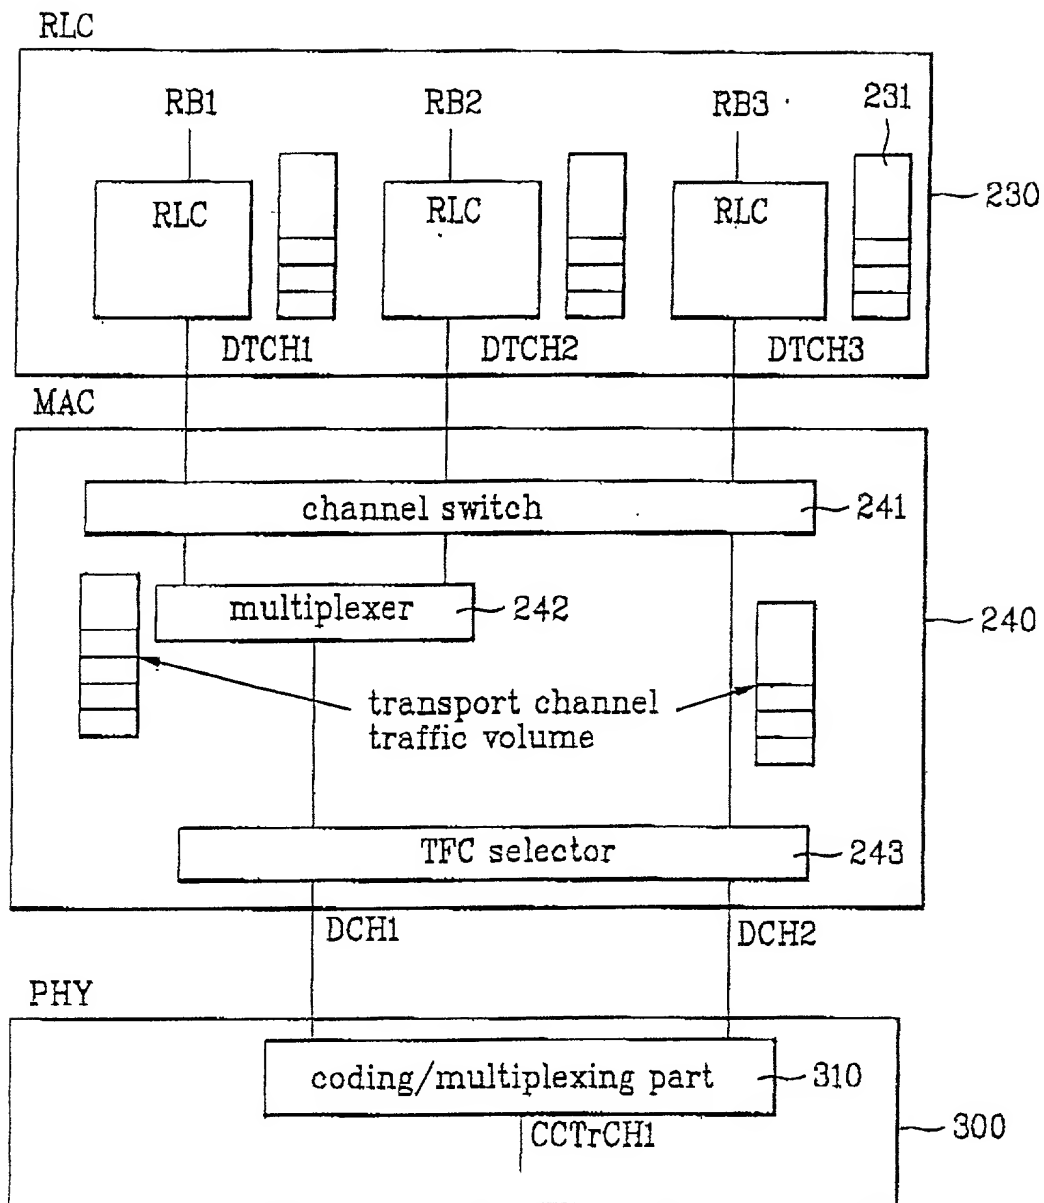 RLC
RB1
RB2
RB3
231
RLC
RLC
RLC
230
DTCH1
DTCH2
DTCH3
MAC
channel switch
241
multiplexer
242
240
transport channel
traffic volume
TFC selector
243
DCH1
DCH2
PHY
coding/multiplexing part
310
CCTrCH1
300